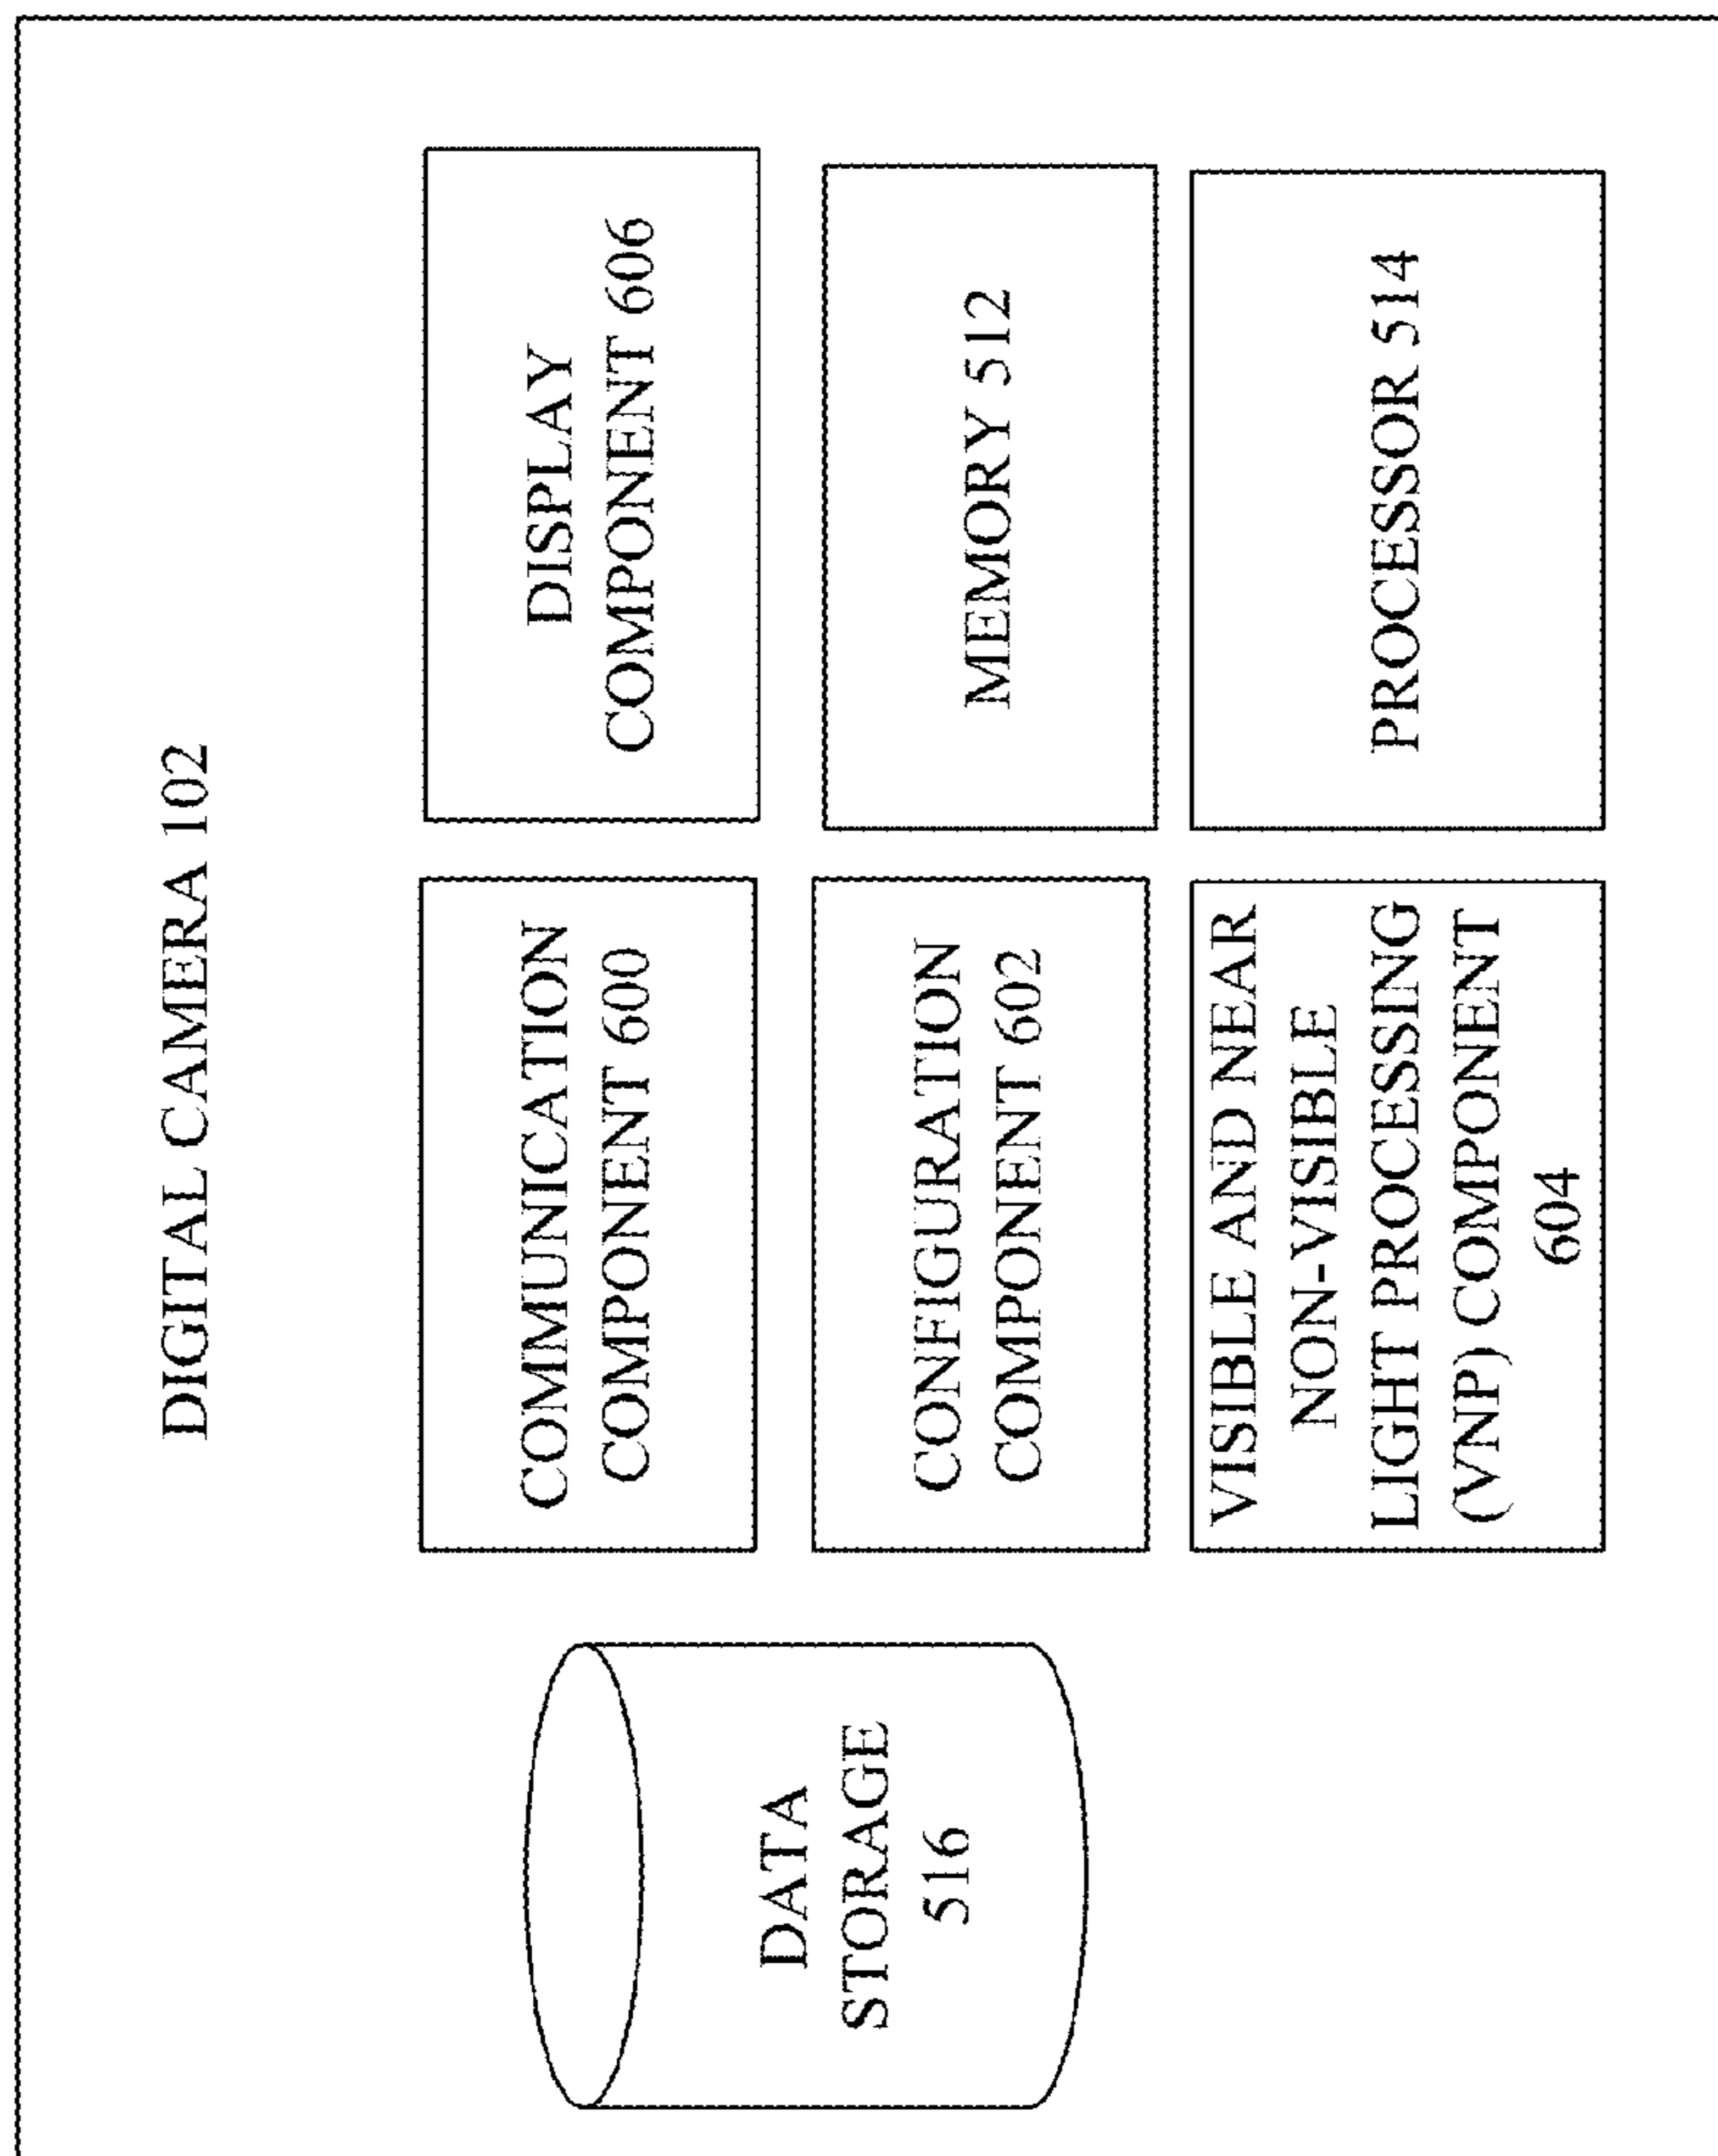 DIGITAL CAMERA 102
DATA
STORAGE
516
COMMUNICATION
COMPONENT 600
DISPLAY
COMPONENT 606
CONFIGURATION
COMPONENT 602
MEMORY 512
VISIBLE AND NEAR
NON-VISIBLE
LIGHT PROCESSING
(VNP) COMPONENT
604
PROCESSOR 514